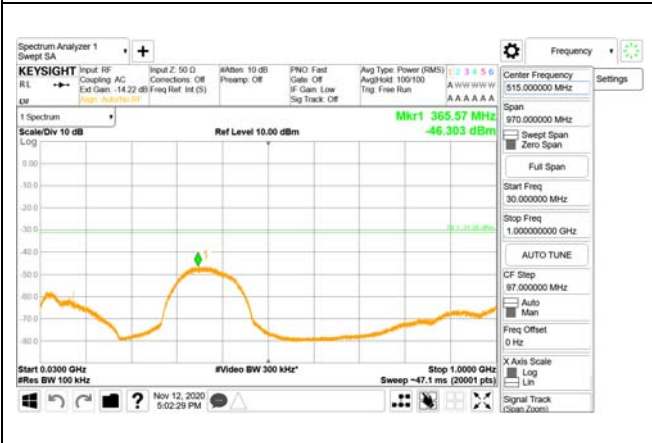 Spectrum Analyzer 1
Swept SA
+
Frequency
KEYSIGHT
RL
Input: RF
Coupling: AC
Ext Gain: -14.22 dB
Align: Auto/No RF
Input Z: 50 Ω
Corrections: Off
Freq Ref: Int (S)
#Atten: 10 dB
Preamp: Off
PNO: Fast
Gate: Off
IF Gain: Low
Sig Track: Off
Avg Type: Power (RMS)
Avg|Hold: 100/100
Trig: Free Run
1 2 3 4 5 6
A W W W W W
A A A A A A
1 Spectrum
Scale/Div 10 dB
Ref Level 10.00 dBm
Mkr1 365.57 MHz
-46.303 dBm
Log
0.00
-10.0
-20.0
-30.0
-40.0
-50.0
-60.0
-70.0
-80.0
1
Start 0.0300 GHz
#Res BW 100 kHz
#Video BW 300 kHz*
Stop 1.0000 GHz
Sweep ~47.1 ms (20001 pts)
Nov 12, 2020
5:02:29 PM
?
Center Frequency
515.000000 MHz
Settings
Span
970.000000 MHz
Swept Span
Zero Span
Full Span
Start Freq
30.000000 MHz
Stop Freq
1.000000000 GHz
AUTO TUNE
CF Step
97.000000 MHz
Auto
Man
Freq Offset
0 Hz
X Axis Scale
Log
Lin
Signal Track
(Span Zoom)